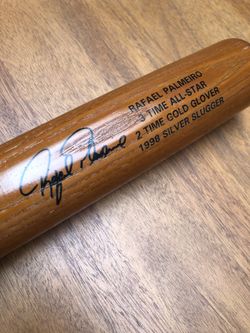 RAFAEL PALMEIRO
3 TIME ALL-STAR
2 TIME GOLD GLOVER
1998 SILVER SLUGGER